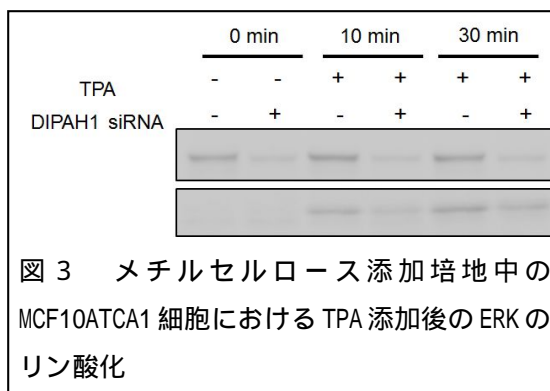 0 min 10 min 30 min
TPA - - + + + +
DIPAH1 siRNA - + - + - +
図 3 メチルセルロース添加培地中の
MCF10ATCA1 細胞における TPA 添加後の ERK の
リン酸化